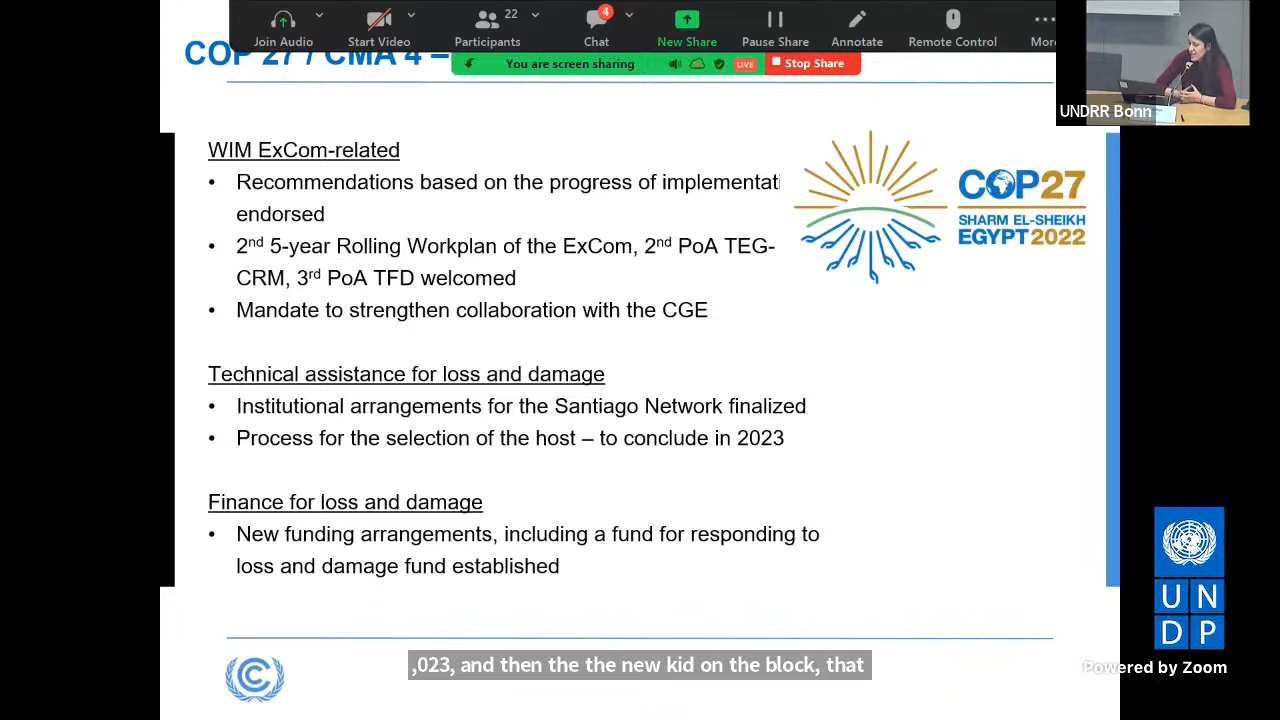 22
4
Join Audio
Start Video
Participants
Chat
New Share
Pause Share
Annotate
Remote Control
More
COP 27 / CMA 4 –
You are screen sharing
LIVE
Stop Share
UNDRR Bonn
WIM ExCom-related
• Recommendations based on the progress of implementati
endorsed
• 2nd 5-year Rolling Workplan of the ExCom, 2nd PoA TEG-
CRM, 3rd PoA TFD welcomed
• Mandate to strengthen collaboration with the CGE
COP27
SHARM EL-SHEIKH
EGYPT2022
Technical assistance for loss and damage
• Institutional arrangements for the Santiago Network finalized
• Process for the selection of the host – to conclude in 2023
Finance for loss and damage
• New funding arrangements, including a fund for responding to
loss and damage fund established
U N
D P
,023, and then the the new kid on the block, that
Powered by Zoom